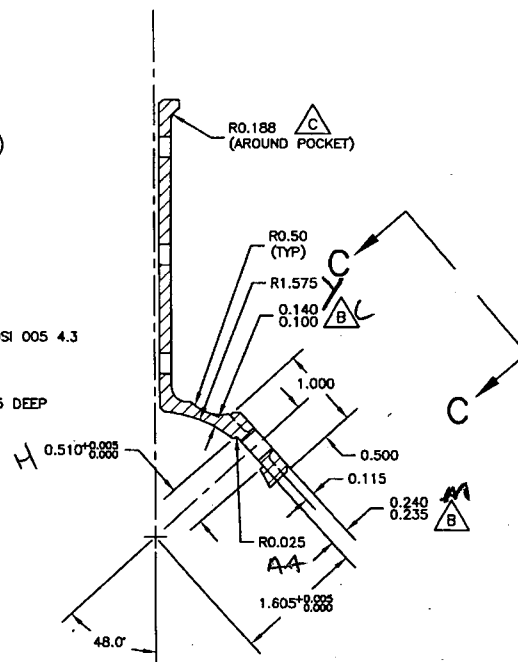 R0.188 C
(AROUND POCKET)
)
R0.50
(TYP)
C
R1.575 Y
0.140
0.100 B C
SI 005 4.3
1.000
DEEP
C
H 0.510+0.005
0.000
0.500
0.115
0.240 M
0.235 B
R0.025
AA
1.605+0.005
0.000
48.0°